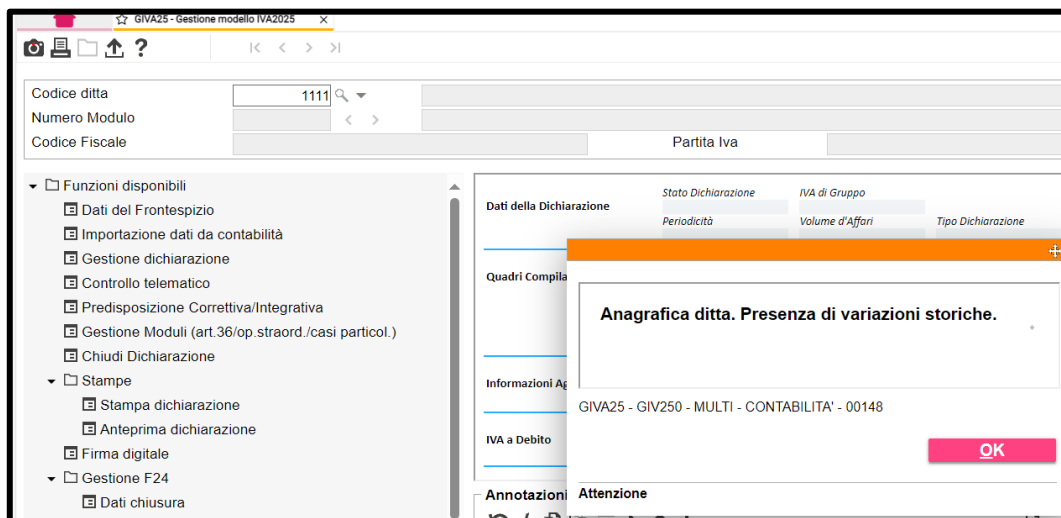 GIVA25 - Gestione modello IVA2025
Codice ditta 1111
Numero Modulo
Codice Fiscale Partita Iva
Funzioni disponibili
Dati del Frontespizio
Importazione dati da contabilità
Gestione dichiarazione
Controllo telematico
Predisposizione Correttiva/Integrativa
Gestione Moduli (art.36/op.straord./casi particol.)
Chiudi Dichiarazione
Stampe
Stampa dichiarazione
Anteprima dichiarazione
Firma digitale
Gestione F24
Dati chiusura
Dati della Dichiarazione
Stato Dichiarazione IVA di Gruppo
Periodicità Volume d'Affari Tipo Dichiarazione
Quadri Compila
Informazioni Ag
IVA a Debito
Annotazioni
Anagrafica ditta. Presenza di variazioni storiche.
GIVA25 - GIV250 - MULTI - CONTABILITA' - 00148
OK
Attenzione